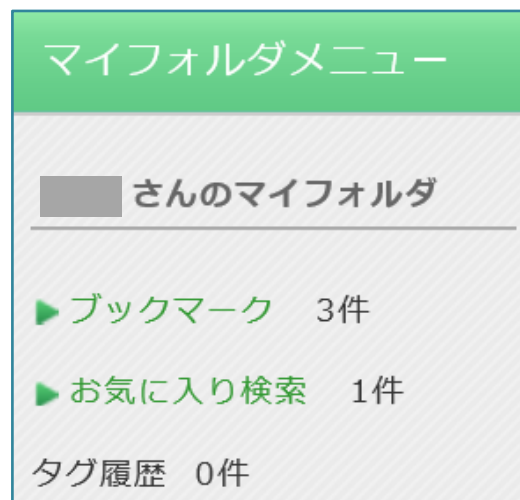 マイフォルダメニュー
さんのマイフォルダ
ブックマーク 3件
お気に入り検索 1件
タグ履歴 0件